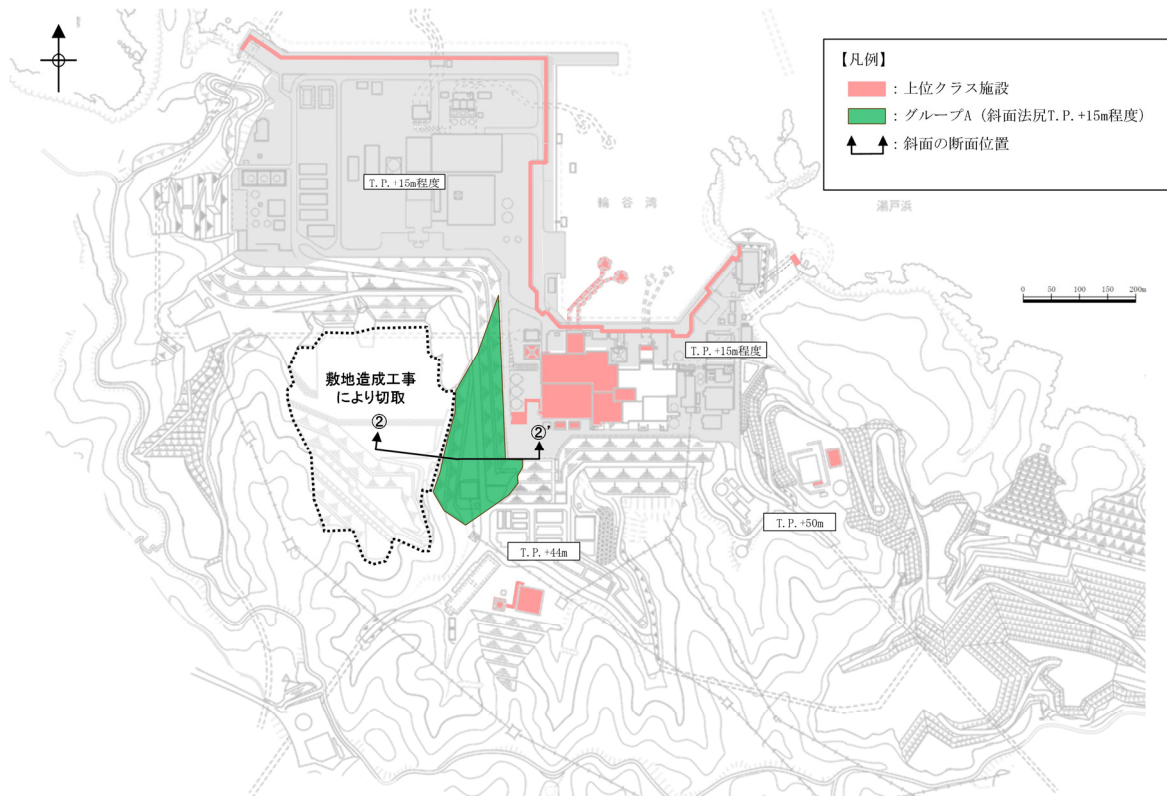 【凡例】
：上位クラス施設
：グループA（斜面法尻T.P.+15m程度）
：斜面の断面位置
T.P.+15m程度
輪谷湾
瀬戸浜
0 50 100 150 200m
T.P.+15m程度
敷地造成工事
により切取
②
②'
T.P.+50m
T.P.+44m